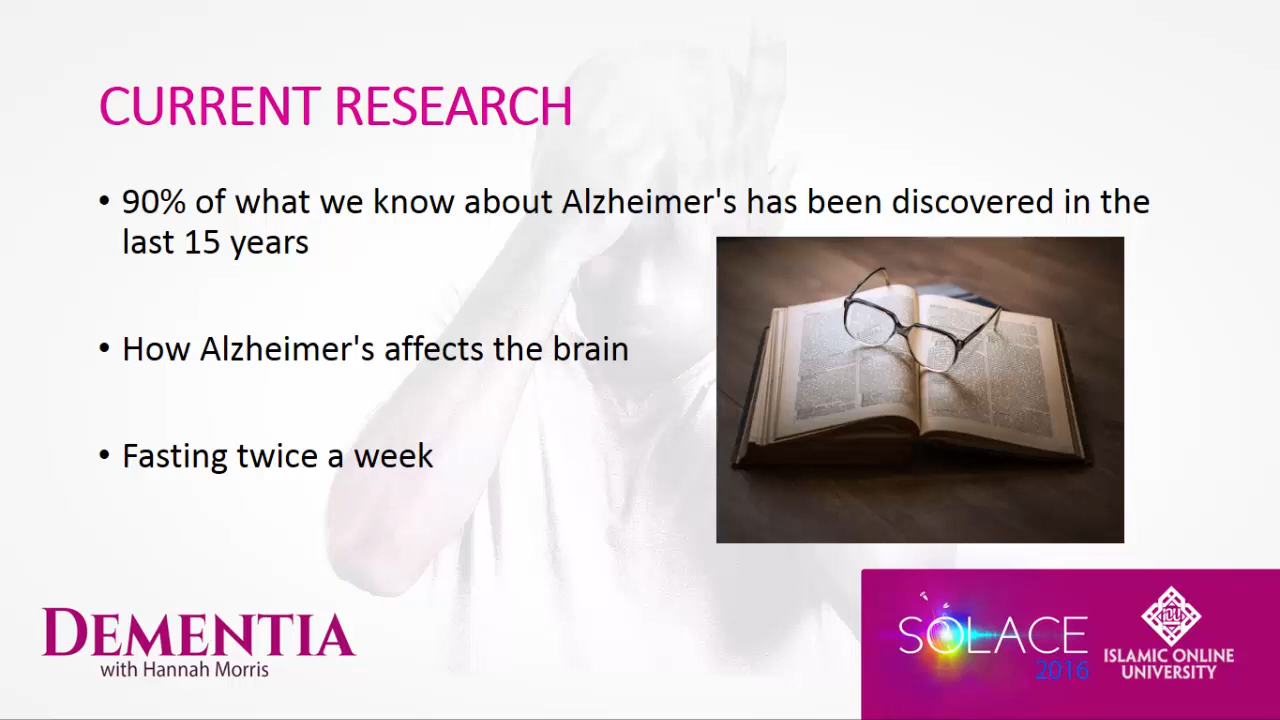 CURRENT RESEARCH
• 90% of what we know about Alzheimer's has been discovered in the
last 15 years
• How Alzheimer's affects the brain
• Fasting twice a week
DEMENTIA
with Hannah Morris
SOLACE
2016
IOU
ISLAMIC ONLINE
UNIVERSITY